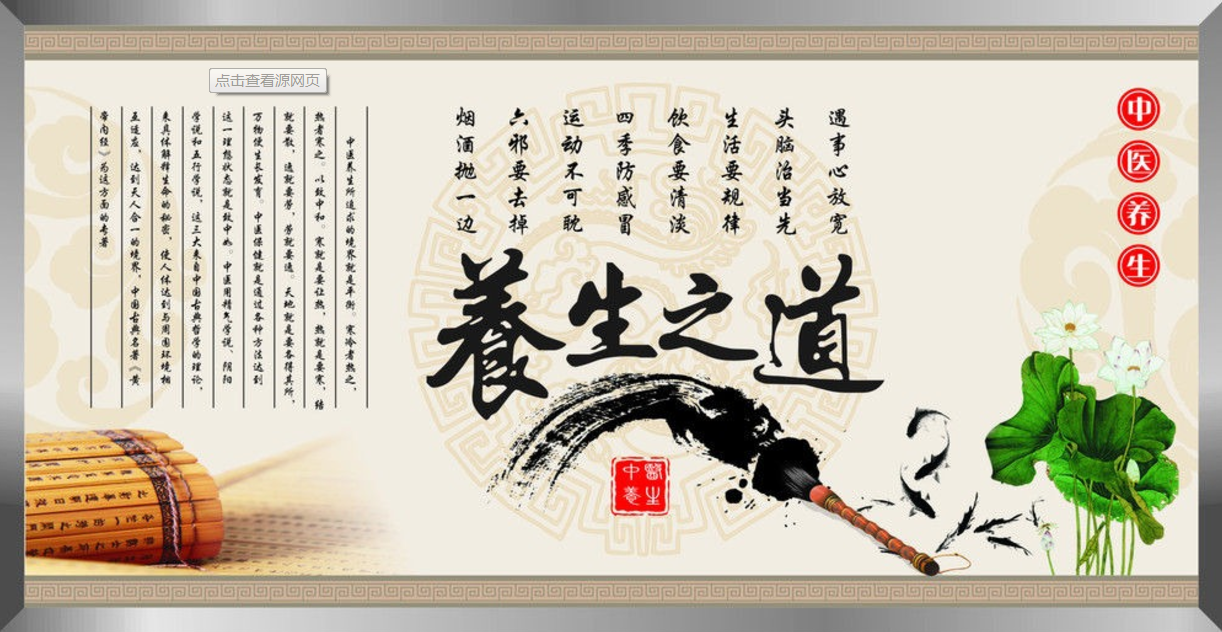 点击查看源网页
中医养生
遇事心放宽
头脑治当先
生活要规律
饮食要清淡
四季防感冒
运动不可耽
六邪要去掉
烟酒抛一边
養生之道
中醫養生
中医养生所追求的境界就是平衡。寒冷者热之，
热者寒之。以致中和。寒就是要让热，热就是要寒，结
就要散，逸就要劳，劳就要逸。天地就是要各得其所，
万物使生长发育。中医保健就是通过各种方法达到
这一理想状态就是致中和。中医用精气学说、阴阳
学说和五行学说，这三大来自中国古典哲学的理论，
来具体解释生命的秘密，使人体达到与周围环境相
互适应，达到天人合一的境界，中国古典名著《黄
帝内经》为这方面的专著